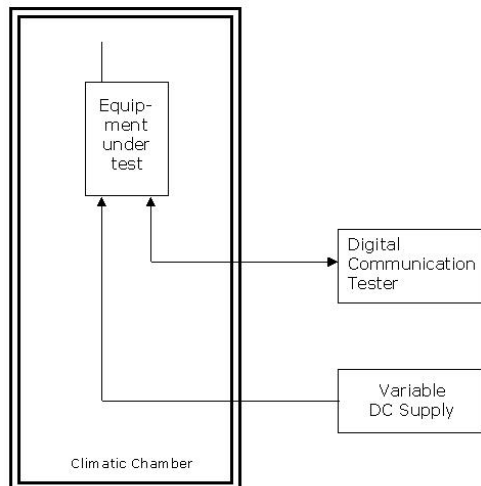 Equip-
ment
under
test
Digital
Communication
Tester
Variable
DC Supply
Climatic Chamber